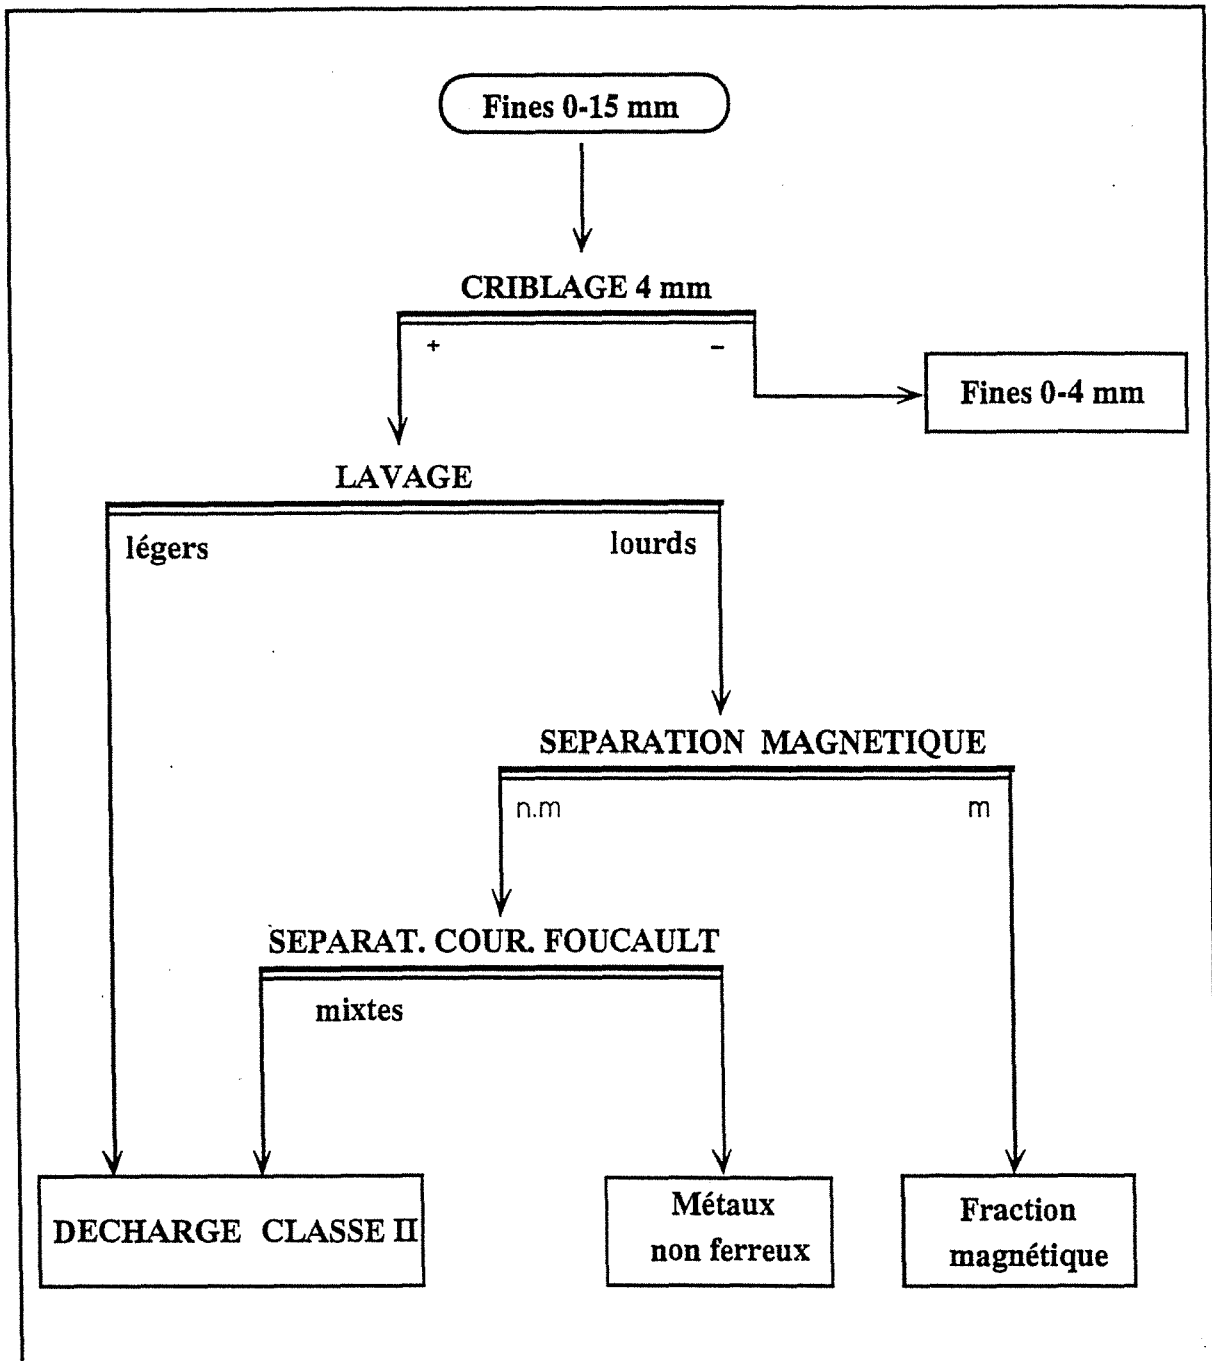 Fines 0-15 mm
CRIBLAGE 4 mm
+
–
Fines 0-4 mm
LAVAGE
légers
lourds
SEPARATION MAGNETIQUE
n.m
m
SEPARAT. COUR. FOUCAULT
mixtes
DECHARGE CLASSE II
Métaux
non ferreux
Fraction
magnétique